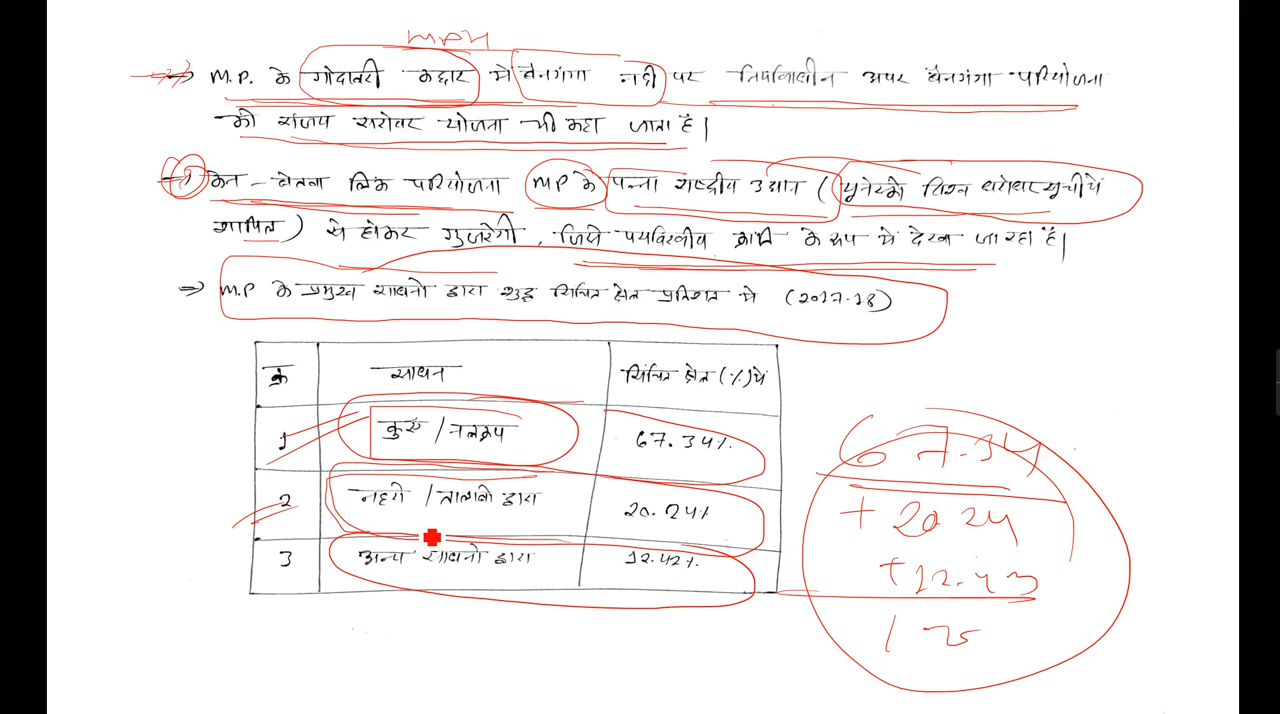 MPH
→ M.P. के गोदावरी कछार में वैनगंगा नदी पर निर्माणाधीन अपर वैनगंगा परियोजना
को संजय सरोवर योजना भी कहा जाता है।
→ केन - बेतवा लिंक परियोजना MP के पन्ना राष्ट्रीय उद्यान ( यूनेस्को विश्व धरोहर सूची में
शामिल ) से होकर गुजरेगी , जिसे पर्यावरणीय के रूप में देखा जा रहा है।
→ M.P के प्रमुख साधनो द्वारा शुद्ध सिंचित क्षेत्र प्रतिशत में (2017-18)
क्र साधन सिंचित क्षेत्र (%) में
1 कुएँ / नलकूप 67.34%
2 नहरो / तालाबो द्वारा 20.24%
3 अन्य साधनो द्वारा 12.42%
67.34
+ 20.24
+12.43